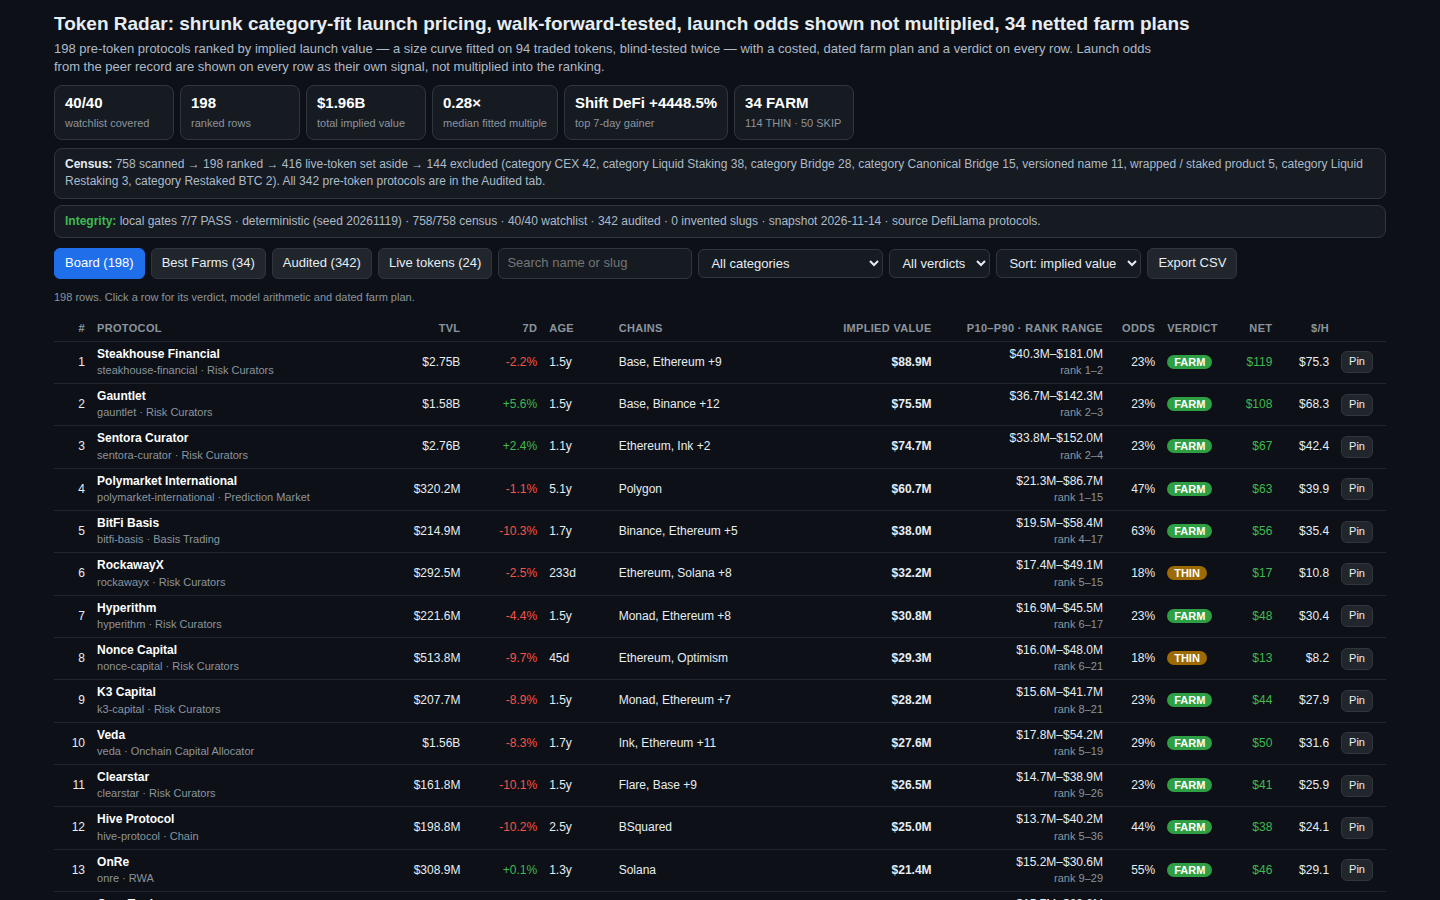 Token Radar: shrunk category-fit launch pricing, walk-forward-tested, launch odds shown not multiplied, 34 netted farm plans
198 pre-token protocols ranked by implied launch value — a size curve fitted on 94 traded tokens, blind-tested twice — with a costed, dated farm plan and a verdict on every row. Launch odds
from the peer record are shown on every row as their own signal, not multiplied into the ranking.
40/40 198 $1.96B 0.28× Shift DeFi +4448.5% 34 FARM
watchlist covered ranked rows total implied value median fitted multiple top 7-day gainer 114 THIN · 50 SKIP
Census: 758 scanned → 198 ranked → 416 live-token set aside → 144 excluded (category CEX 42, category Liquid Staking 38, category Bridge 28, category Canonical Bridge 15, versioned name 11, wrapped / staked product 5, category Liquid
Restaking 3, category Restaked BTC 2). All 342 pre-token protocols are in the Audited tab.
Integrity: local gates 7/7 PASS · deterministic (seed 20261119) · 758/758 census · 40/40 watchlist · 342 audited · 0 invented slugs · snapshot 2026-11-14 · source DefiLlama protocols.
Board (198) Best Farms (34) Audited (342) Live tokens (24) Search name or slug All categories All verdicts Sort: implied value Export CSV
198 rows. Click a row for its verdict, model arithmetic and dated farm plan.
# PROTOCOL TVL 7D AGE CHAINS IMPLIED VALUE P10–P90 · RANK RANGE ODDS VERDICT NET $/H
1 Steakhouse Financial $2.75B -2.2% 1.5y Base, Ethereum +9 $88.9M $40.3M–$181.0M 23% FARM $119 $75.3 Pin
steakhouse-financial · Risk Curators rank 1–2
2 Gauntlet $1.58B +5.6% 1.5y Base, Binance +12 $75.5M $36.7M–$142.3M 23% FARM $108 $68.3 Pin
gauntlet · Risk Curators rank 2–3
3 Sentora Curator $2.76B +2.4% 1.1y Ethereum, Ink +2 $74.7M $33.8M–$152.0M 23% FARM $67 $42.4 Pin
sentora-curator · Risk Curators rank 2–4
4 Polymarket International $320.2M -1.1% 5.1y Polygon $60.7M $21.3M–$86.7M 47% FARM $63 $39.9 Pin
polymarket-international · Prediction Market rank 1–15
5 BitFi Basis $214.9M -10.3% 1.7y Binance, Ethereum +5 $38.0M $19.5M–$58.4M 63% FARM $56 $35.4 Pin
bitfi-basis · Basis Trading rank 4–17
6 RockawayX $292.5M -2.5% 233d Ethereum, Solana +8 $32.2M $17.4M–$49.1M 18% THIN $17 $10.8 Pin
rockawayx · Risk Curators rank 5–15
7 Hyperithm $221.6M -4.4% 1.5y Monad, Ethereum +8 $30.8M $16.9M–$45.5M 23% FARM $48 $30.4 Pin
hyperithm · Risk Curators rank 6–17
8 Nonce Capital $513.8M -9.7% 45d Ethereum, Optimism $29.3M $16.0M–$48.0M 18% THIN $13 $8.2 Pin
nonce-capital · Risk Curators rank 6–21
9 K3 Capital $207.7M -8.9% 1.5y Monad, Ethereum +7 $28.2M $15.6M–$41.7M 23% FARM $44 $27.9 Pin
k3-capital · Risk Curators rank 8–21
10 Veda $1.56B -8.3% 1.7y Ink, Ethereum +11 $27.6M $17.8M–$54.2M 29% FARM $50 $31.6 Pin
veda · Onchain Capital Allocator rank 5–19
11 Clearstar $161.8M -10.1% 1.5y Flare, Base +9 $26.5M $14.7M–$38.9M 23% FARM $41 $25.9 Pin
clearstar · Risk Curators rank 9–26
12 Hive Protocol $198.8M -10.2% 2.5y BSquared $25.0M $13.7M–$40.2M 44% FARM $38 $24.1 Pin
hive-protocol · Chain rank 5–36
13 OnRe $308.9M +0.1% 1.3y Solana $21.4M $15.2M–$30.6M 55% FARM $46 $29.1 Pin
onre · RWA rank 9–29